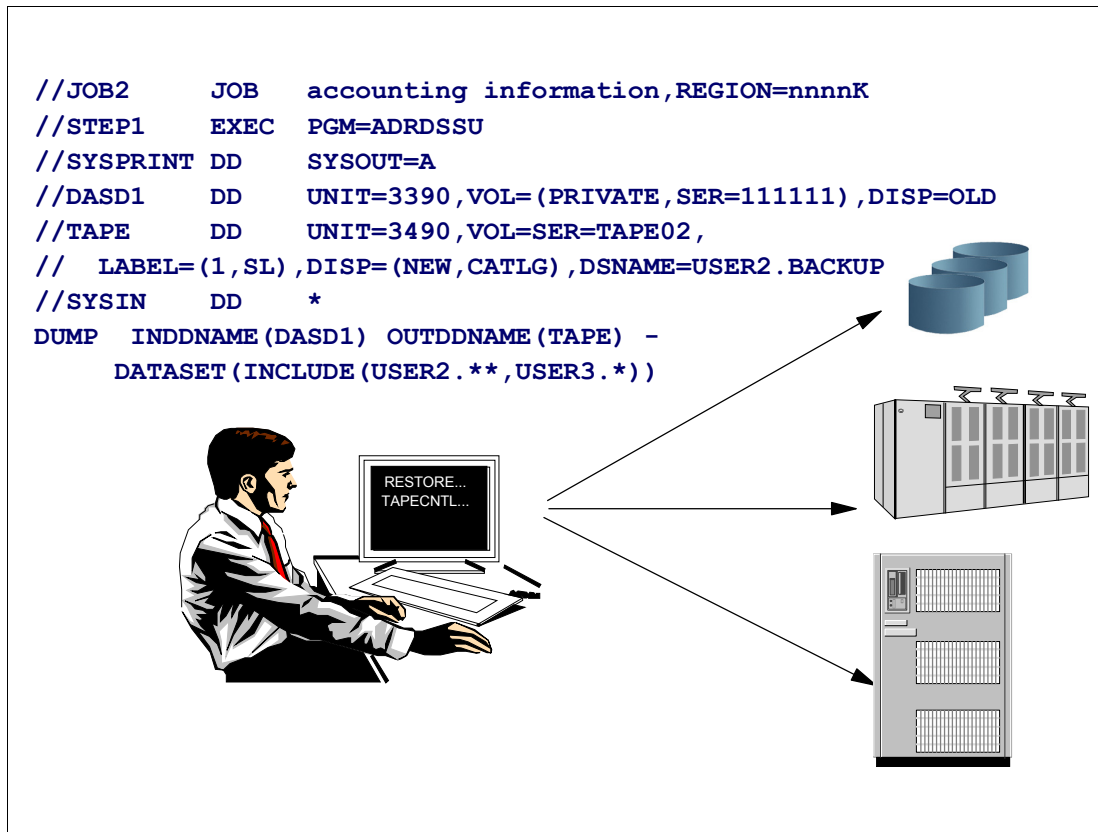 //JOB2     JOB   accounting information,REGION=nnnnK
//STEP1    EXEC  PGM=ADRDSSU
//SYSPRINT DD    SYSOUT=A
//DASD1    DD    UNIT=3390,VOL=(PRIVATE,SER=111111),DISP=OLD
//TAPE     DD    UNIT=3490,VOL=SER=TAPE02,
//  LABEL=(1,SL),DISP=(NEW,CATLG),DSNAME=USER2.BACKUP
//SYSIN    DD    *
DUMP  INDDNAME(DASD1) OUTDDNAME(TAPE) -
     DATASET(INCLUDE(USER2.**,USER3.*))
RESTORE...
TAPECNTL...